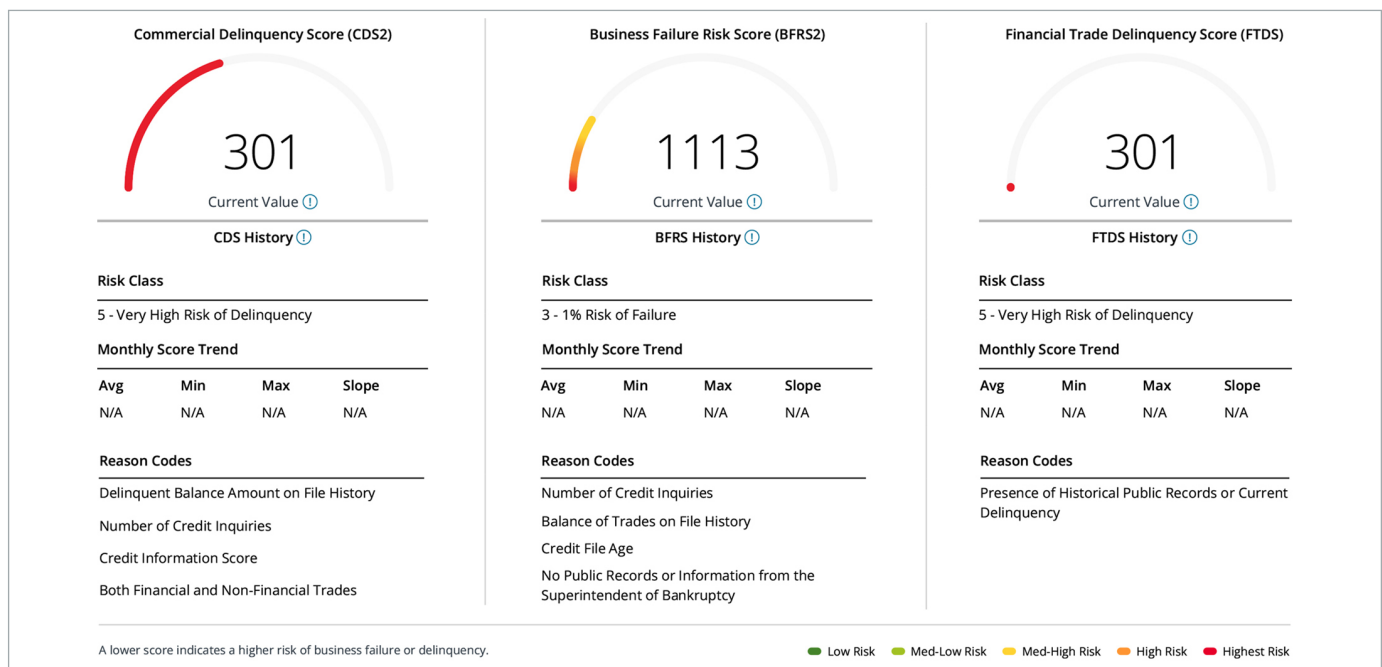 Commercial Delinquency Score (CDS2)
301
Current Value
CDS History
Risk Class
5 - Very High Risk of Delinquency
Monthly Score Trend
Avg Min Max Slope
N/A N/A N/A N/A
Reason Codes
Delinquent Balance Amount on File History
Number of Credit Inquiries
Credit Information Score
Both Financial and Non-Financial Trades
Business Failure Risk Score (BFRS2)
1113
Current Value
BFRS History
Risk Class
3 - 1% Risk of Failure
Monthly Score Trend
Avg Min Max Slope
N/A N/A N/A N/A
Reason Codes
Number of Credit Inquiries
Balance of Trades on File History
Credit File Age
No Public Records or Information from the
Superintendent of Bankruptcy
Financial Trade Delinquency Score (FTDS)
301
Current Value
FTDS History
Risk Class
5 - Very High Risk of Delinquency
Monthly Score Trend
Avg Min Max Slope
N/A N/A N/A N/A
Reason Codes
Presence of Historical Public Records or Current
Delinquency
A lower score indicates a higher risk of business failure or delinquency.
Low Risk Med-Low Risk Med-High Risk High Risk Highest Risk